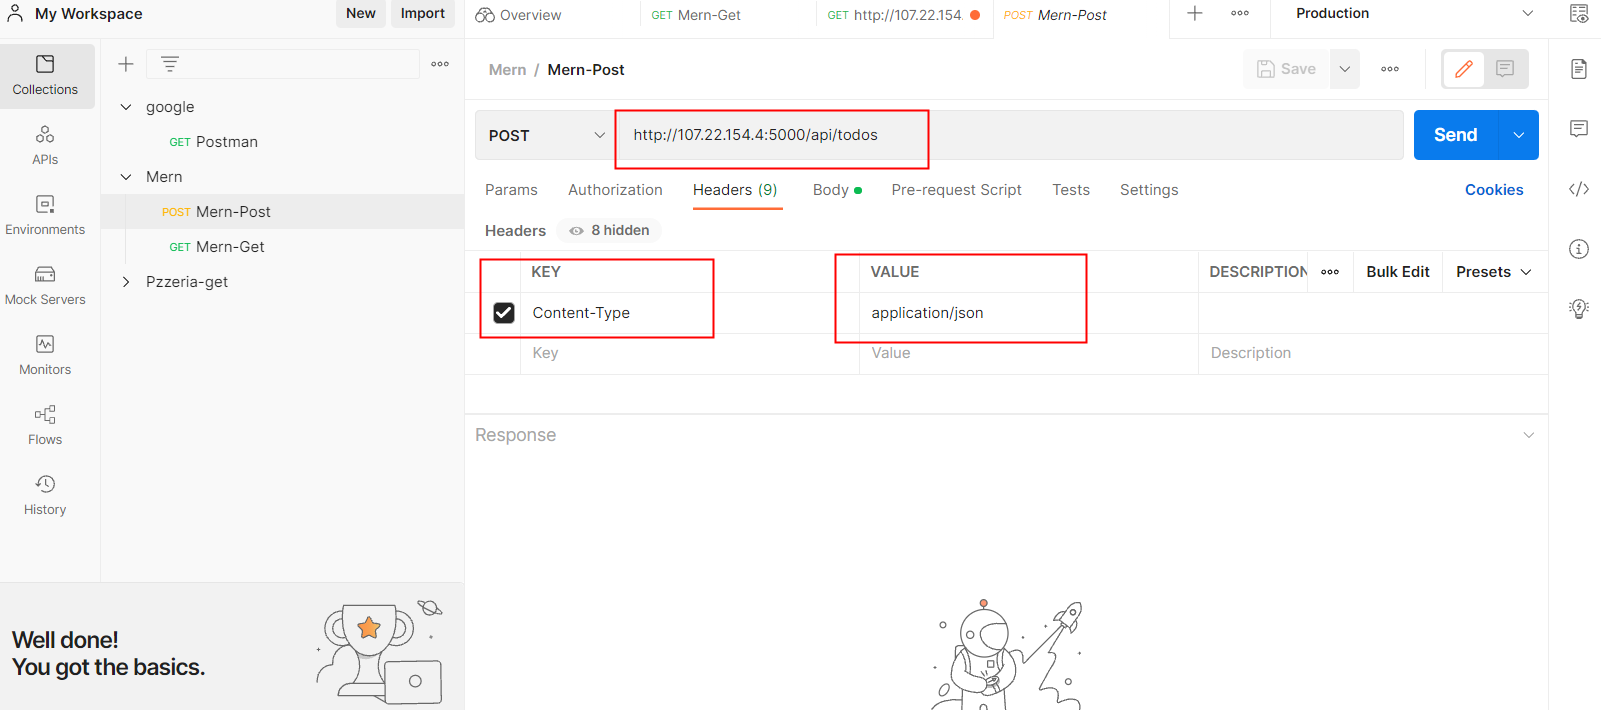 My Workspace
New
Import
Overview
GET Mern-Get
GET http://107.22.154.
POST Mern-Post
Production
Collections
APIs
Environments
Mock Servers
Monitors
Flows
History
google
GET Postman
Mern
POST Mern-Post
GET Mern-Get
Pzzeria-get
Mern / Mern-Post
Save
POST
http://107.22.154.4:5000/api/todos
Send
Params
Authorization
Headers (9)
Body
Pre-request Script
Tests
Settings
Cookies
Headers
8 hidden
KEY
VALUE
DESCRIPTION
Bulk Edit
Presets
Content-Type
application/json
Key
Value
Description
Response
Well done!
You got the basics.